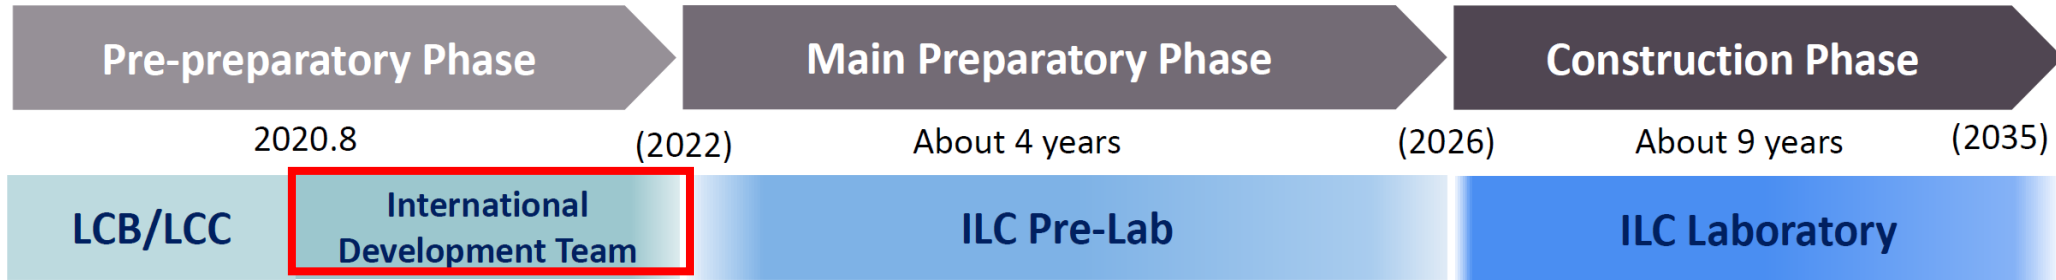 Pre-preparatory Phase Main Preparatory Phase Construction Phase
2020.8 (2022) About 4 years (2026) About 9 years (2035)
LCB/LCC
International
Development Team
ILC Pre-Lab
ILC Laboratory